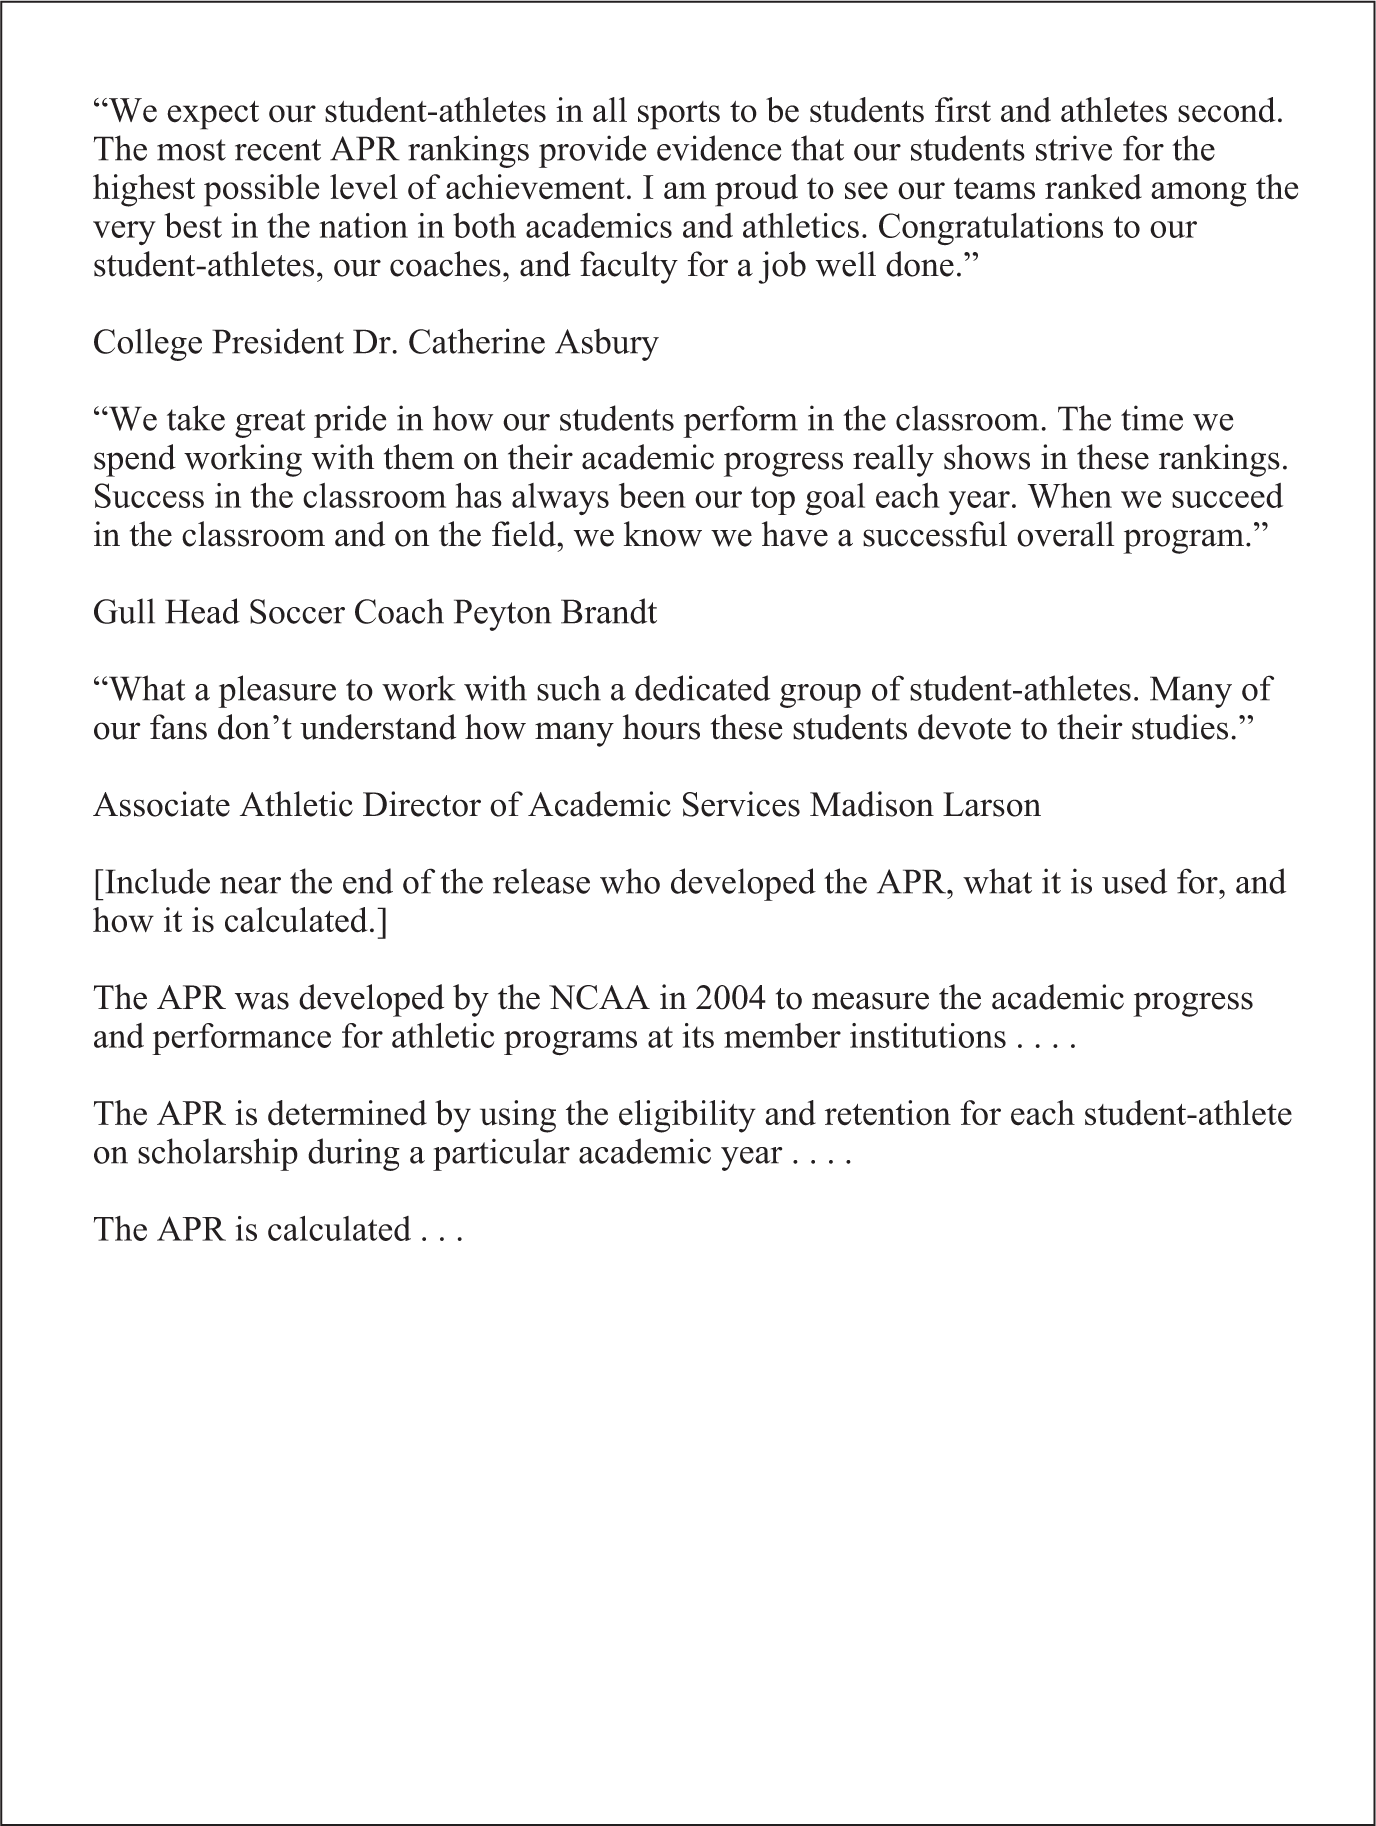 “We expect our student-athletes in all sports to be students first and athletes second.
The most recent APR rankings provide evidence that our students strive for the
highest possible level of achievement. I am proud to see our teams ranked among the
very best in the nation in both academics and athletics. Congratulations to our
student-athletes, our coaches, and faculty for a job well done.”
College President Dr. Catherine Asbury
“We take great pride in how our students perform in the classroom. The time we
spend working with them on their academic progress really shows in these rankings.
Success in the classroom has always been our top goal each year. When we succeed
in the classroom and on the field, we know we have a successful overall program.”
Gull Head Soccer Coach Peyton Brandt
“What a pleasure to work with such a dedicated group of student-athletes. Many of
our fans don’t understand how many hours these students devote to their studies.”
Associate Athletic Director of Academic Services Madison Larson
[Include near the end of the release who developed the APR, what it is used for, and
how it is calculated.]
The APR was developed by the NCAA in 2004 to measure the academic progress
and performance for athletic programs at its member institutions . . . .
The APR is determined by using the eligibility and retention for each student-athlete
on scholarship during a particular academic year . . . .
The APR is calculated . . .